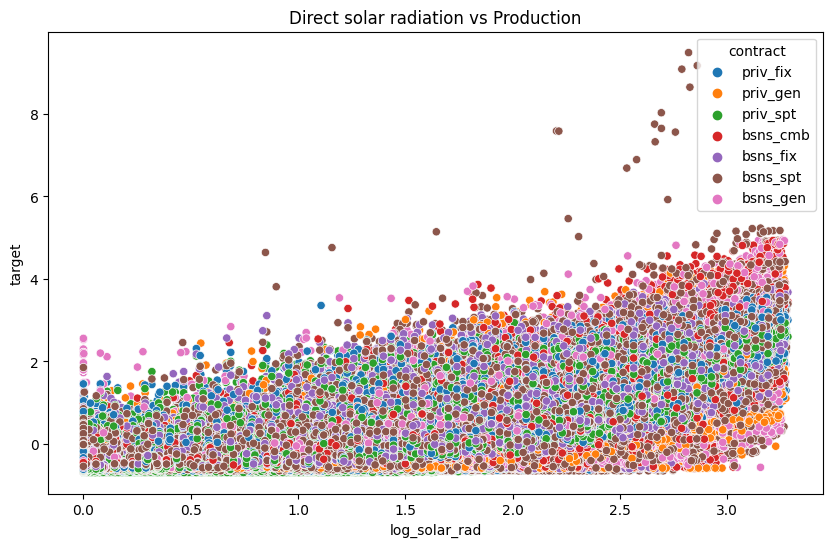 Direct solar radiation vs Production
contract
priv_fix
priv_gen
priv_spt
bsns_cmb
bsns_fix
bsns_spt
bsns_gen
target
8
6
4
2
0
0.0 0.5 1.0 1.5 2.0 2.5 3.0
log_solar_rad